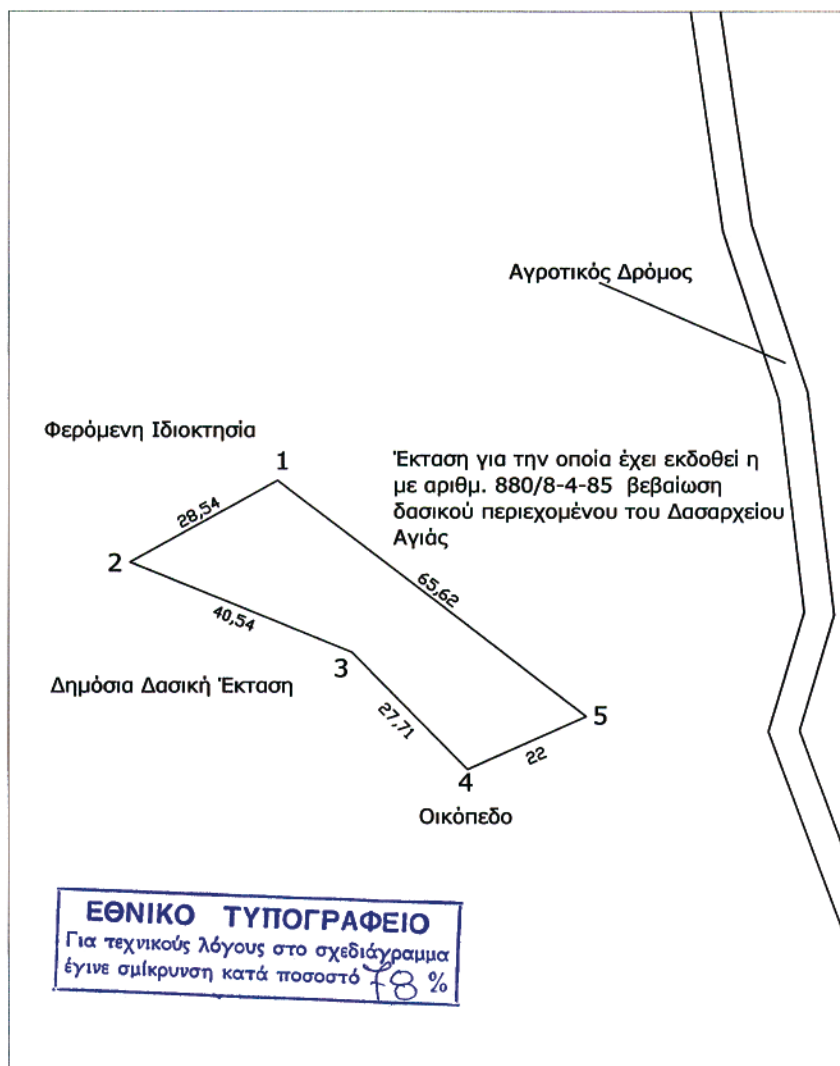 Αγροτικός Δρόμος
Φερόμενη Ιδιοκτησία
1
Έκταση για την οποία έχει εκδοθεί η
με αριθμ. 880/8-4-85 βεβαίωση
δασικού περιεχομένου του Δασαρχείου
Αγιάς
28,54
2
65,62
40,54
3
Δημόσια Δασική Έκταση
27,71
5
22
4
Οικόπεδο
ΕΘΝΙΚΟ ΤΥΠΟΓΡΑΦΕΙΟ
Για τεχνικούς λόγους στο σχεδιάγραμμα
έγινε σμίκρυνση κατά ποσοστό 78 %